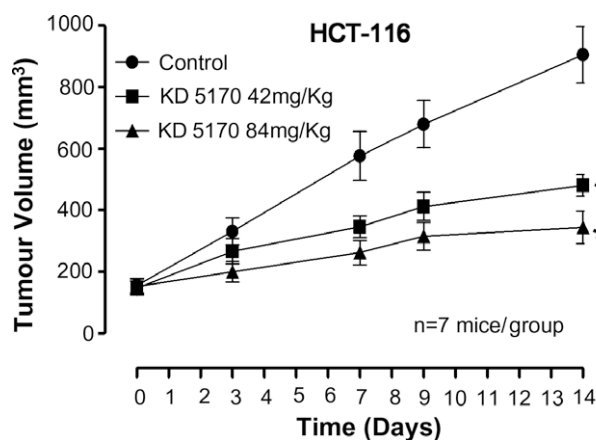 HCT-116
1000
800
600
400
200
0
Tumour Volume (mm³)
Control
KD 5170 42mg/Kg
KD 5170 84mg/Kg
n=7 mice/group
0 1 2 3 4 5 6 7 8 9 10 11 12 13 14
Time (Days)